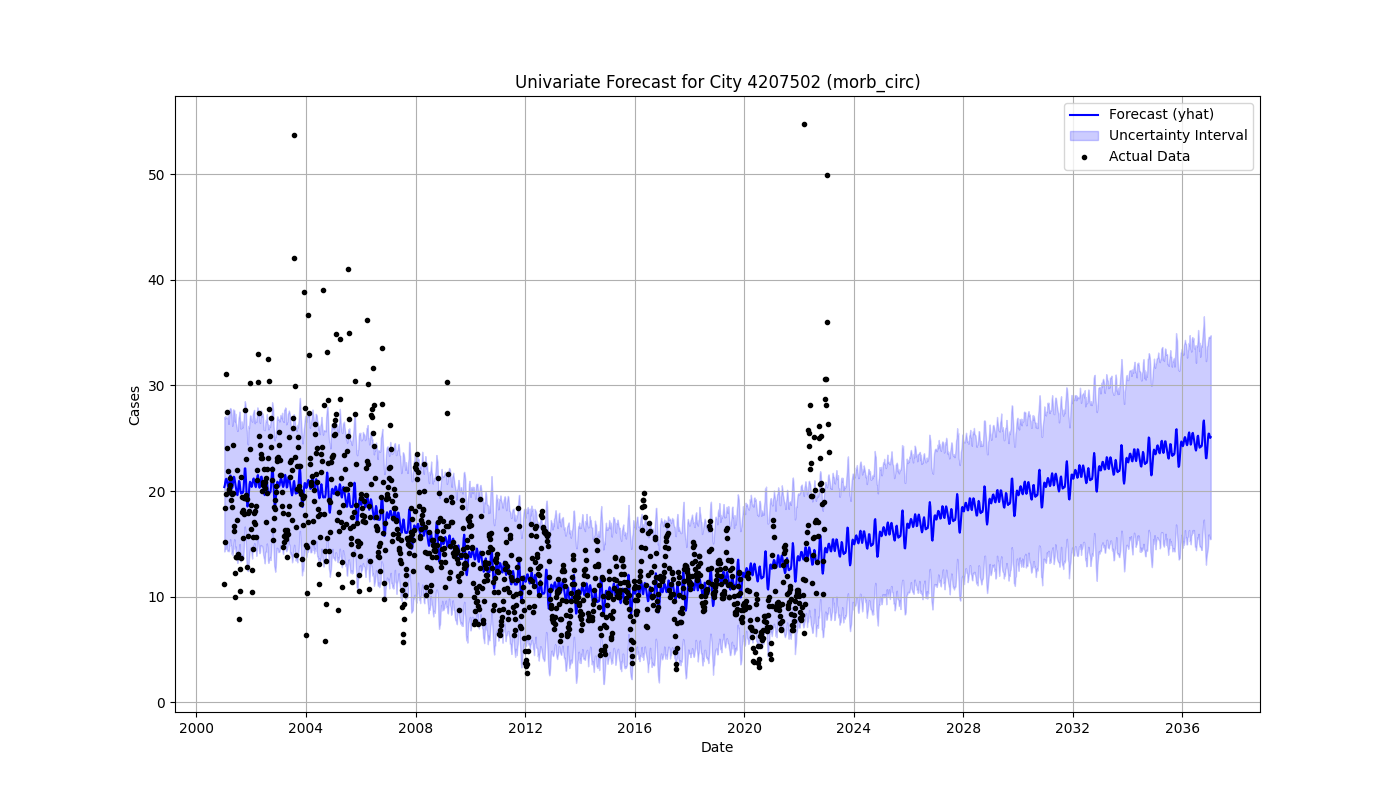 Univariate Forecast for City 4207502 (morb_circ)
Forecast (yhat)
Uncertainty Interval
Actual Data
Cases
50
40
30
20
10
0
2000 2004 2008 2012 2016 2020 2024 2028 2032 2036
Date